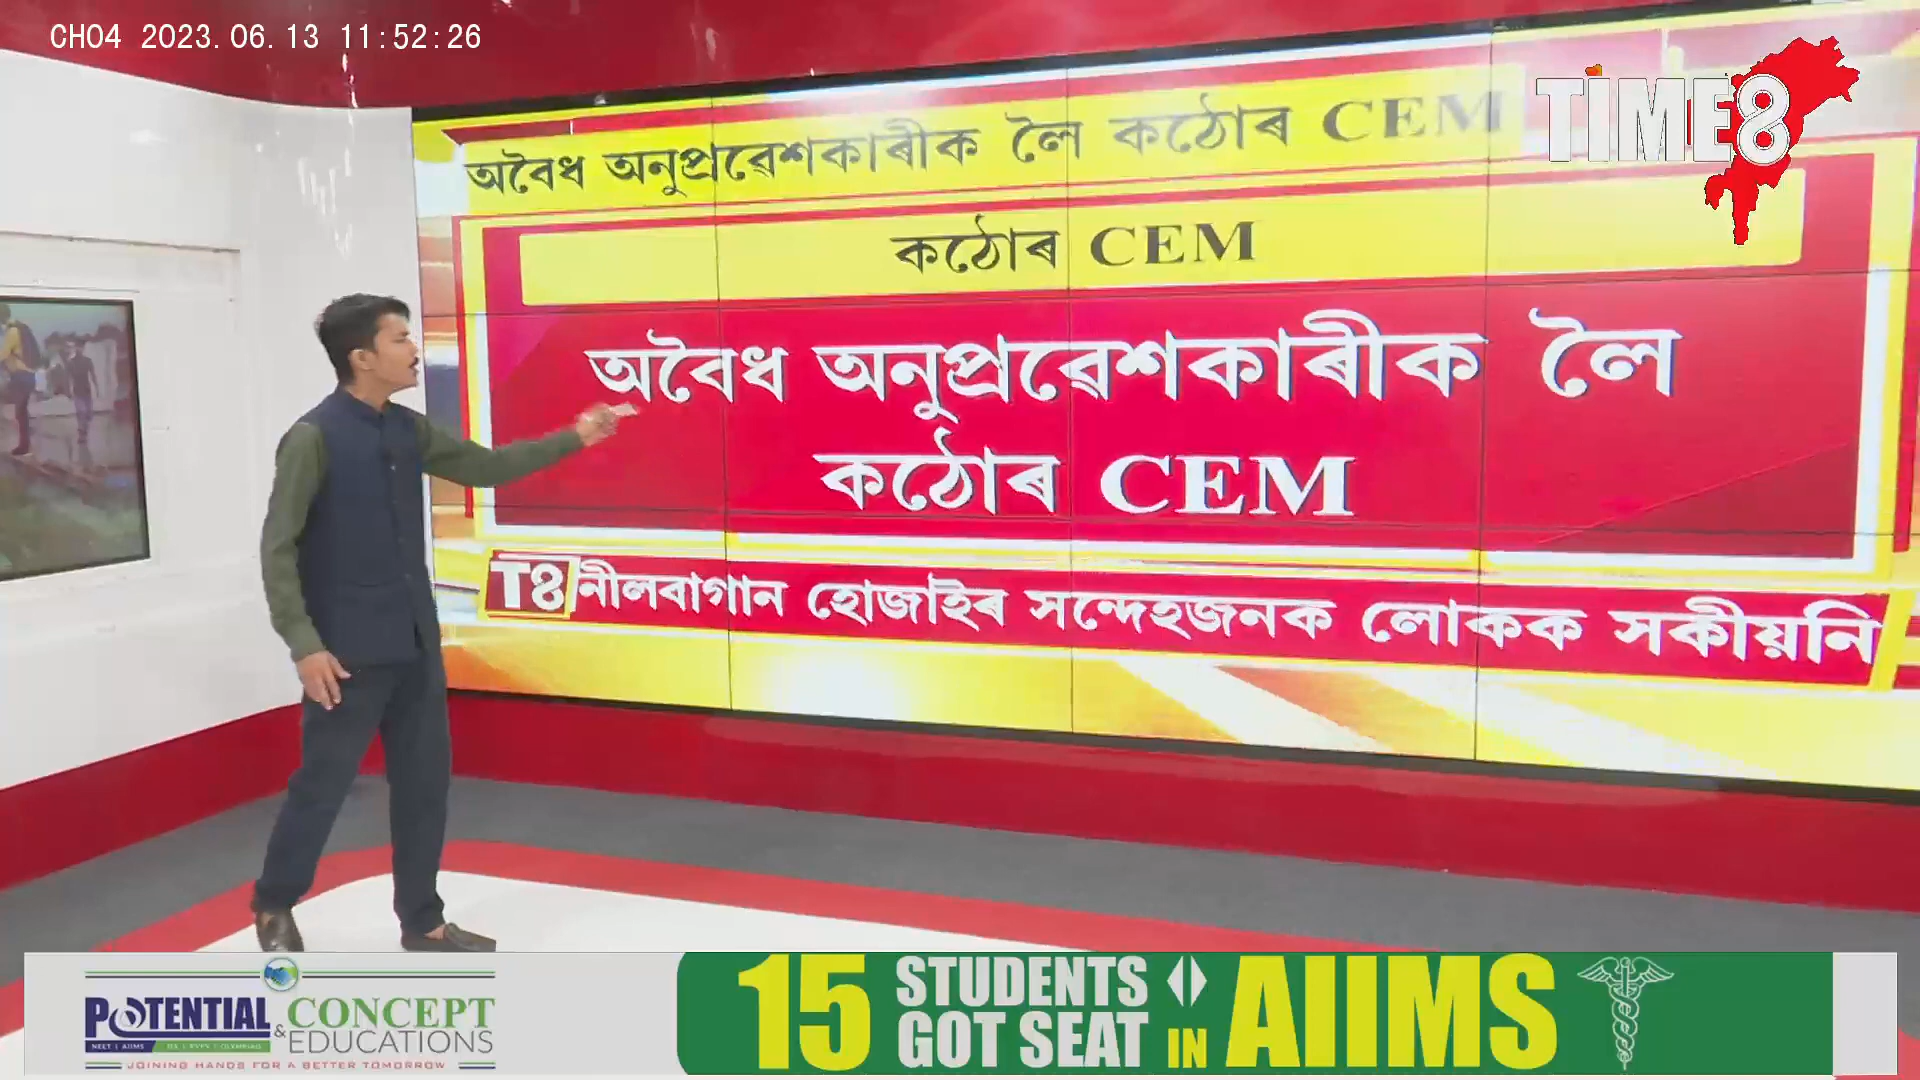 CH04 2023.06.13 11:52:26
TIME8
অবৈধ অনুপ্ৰৱেশকাৰীক লৈ কঠোৰ CEM
কঠোৰ CEM
অবৈধ অনুপ্ৰৱেশকাৰীক লৈ
কঠোৰ CEM
T8 নীলবাগান হোজাইৰ সন্দেহজনক লোকক সকীয়নি
POTENTIAL & CONCEPT
EDUCATIONS
NEET | AIIMS
JOINING HANDS FOR A BETTER TOMORROW
15 STUDENTS
GOT SEAT IN AIIMS